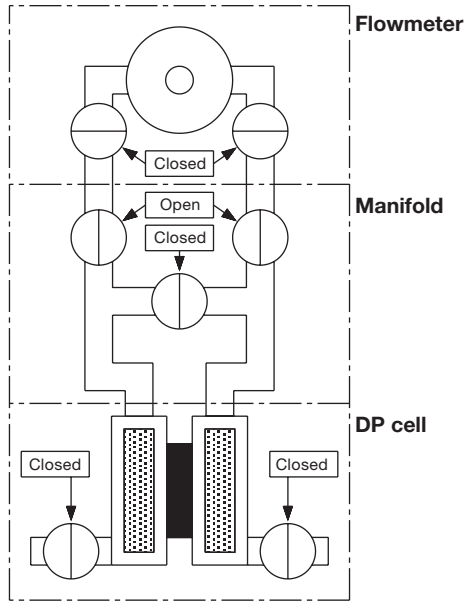 Flowmeter
Closed
Open
Manifold
Closed
DP cell
Closed
Closed